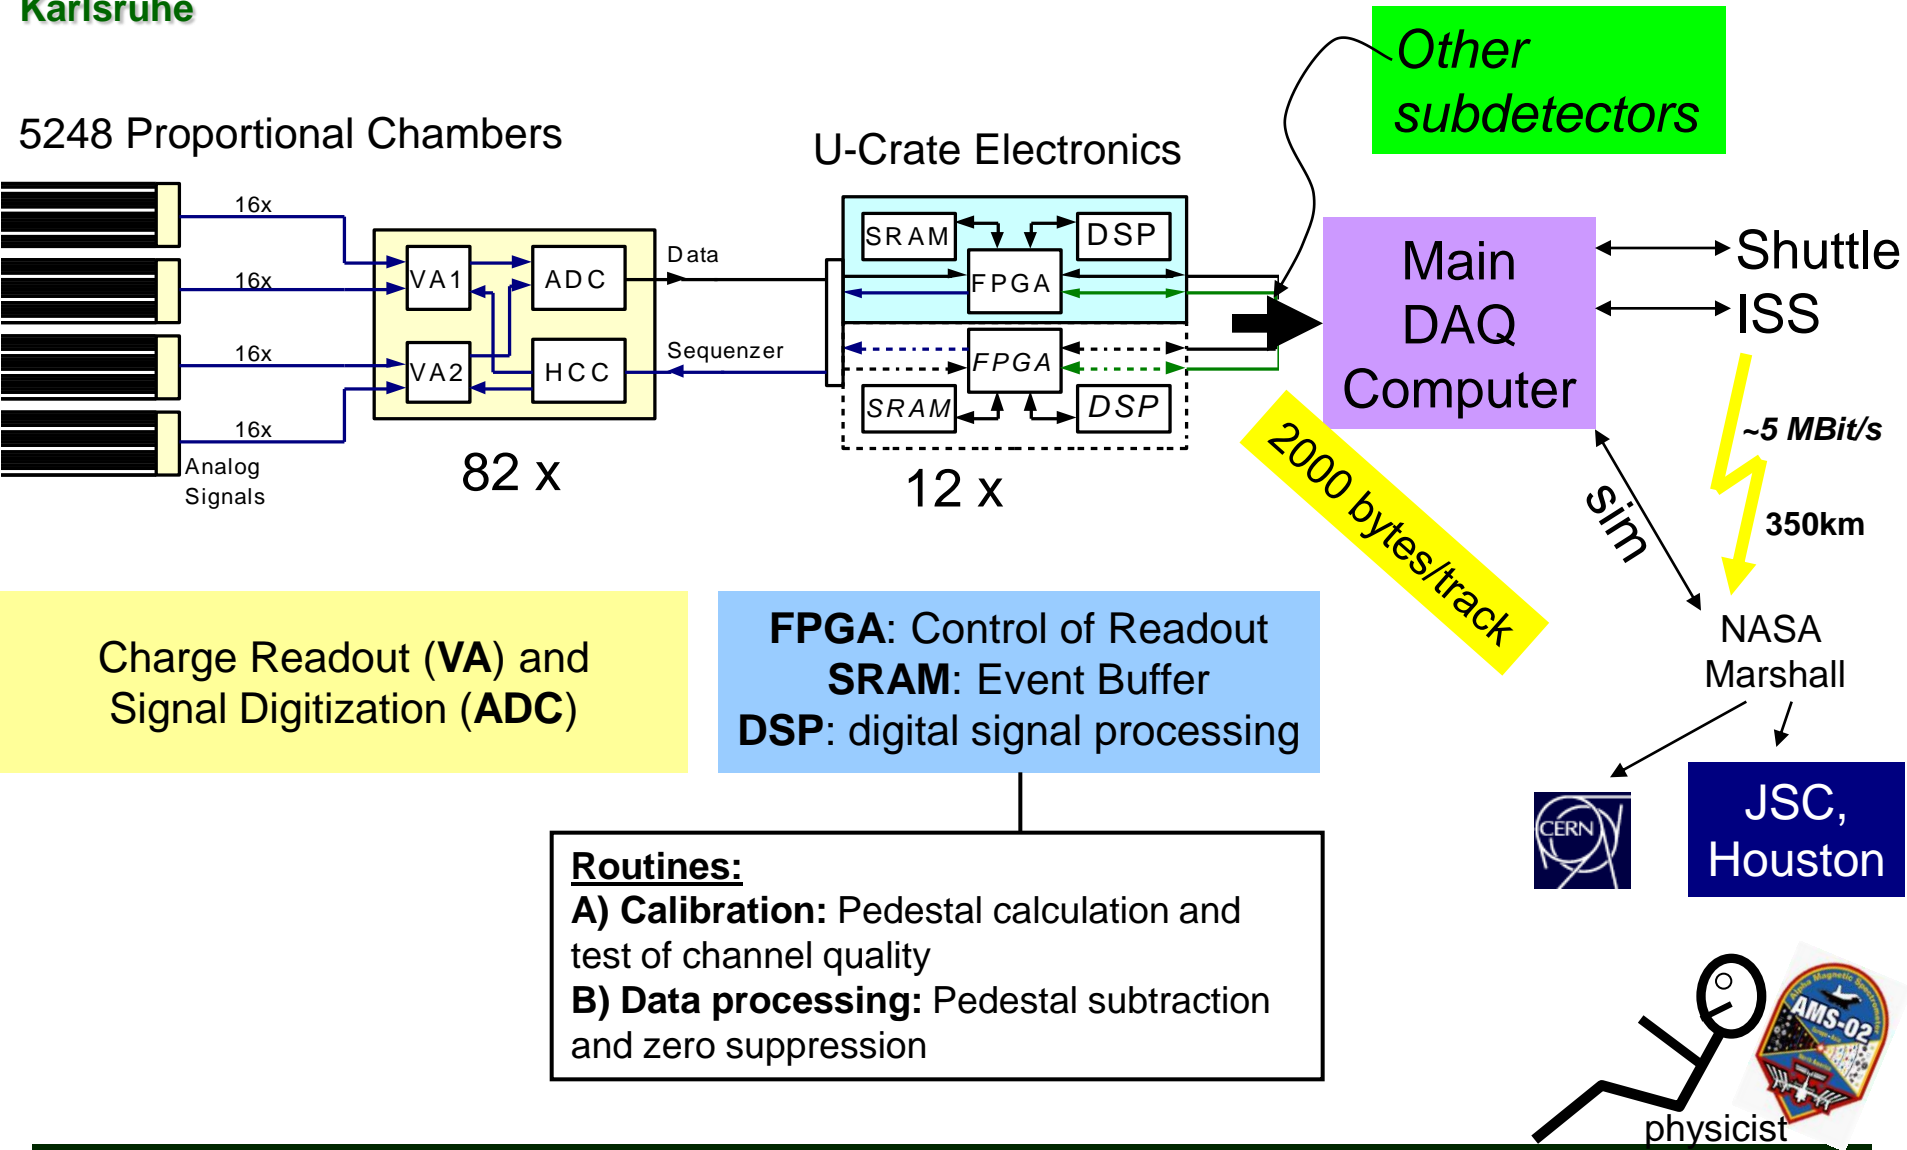 Karlsruhe
Other
subdetectors
5248 Proportional Chambers
U-Crate Electronics
16x
16x
16x
16x
Analog
Signals
VA1
ADC
VA2
HCC
82 x
Data
Sequenzer
SRAM
DSP
FPGA
FPGA
SRAM
DSP
12 x
Main
DAQ
Computer
Shuttle
ISS
~5 MBit/s
350km
sim
2000 bytes/track
NASA
Marshall
CERN
JSC,
Houston
Charge Readout (VA) and
Signal Digitization (ADC)
FPGA: Control of Readout
SRAM: Event Buffer
DSP: digital signal processing
Routines:
A) Calibration: Pedestal calculation and
test of channel quality
B) Data processing: Pedestal subtraction
and zero suppression
Alpha Magnetic Spectrometer
AMS-02
physicist